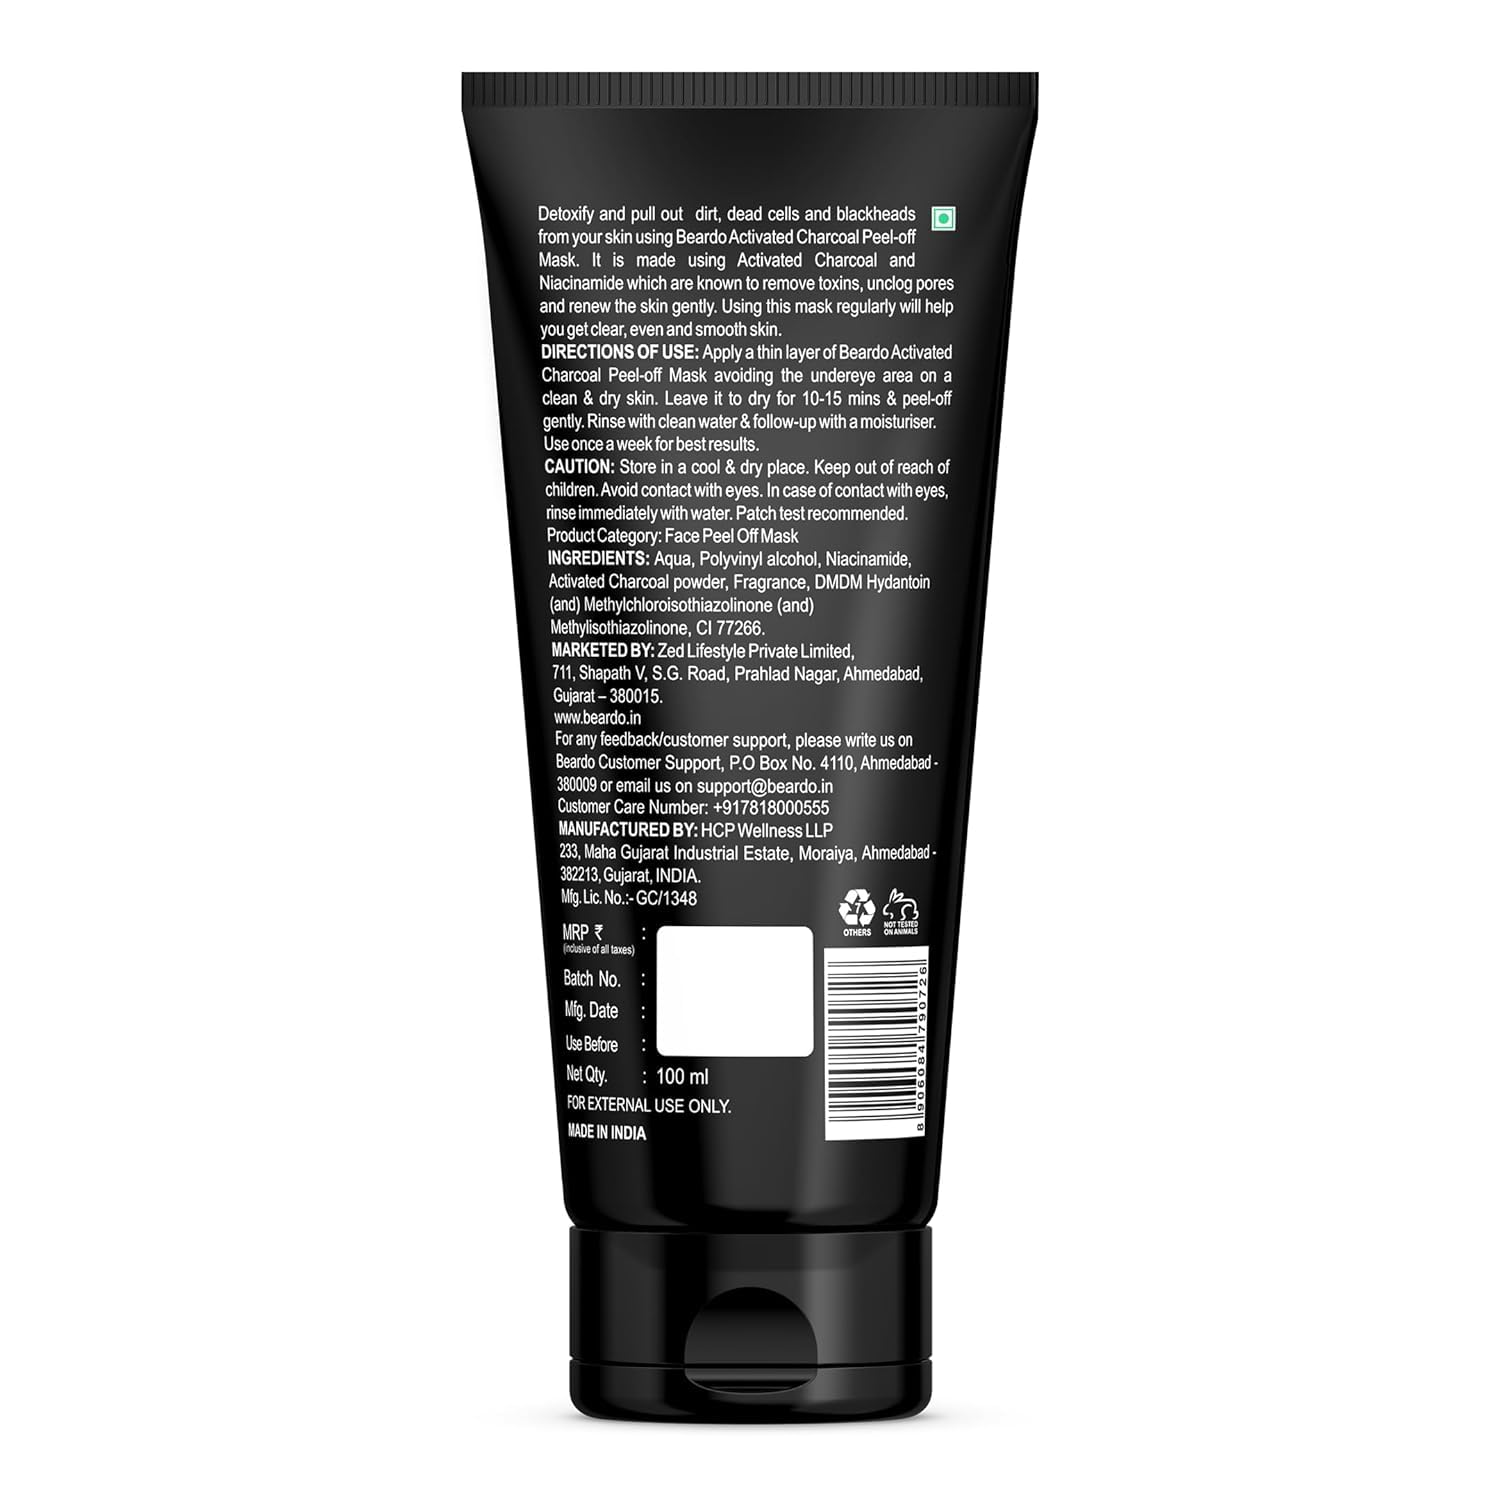 Detoxify and pull out dirt, dead cells and blackheads
from your skin using Beardo Activated Charcoal Peel-off
Mask. It is made using Activated Charcoal and
Niacinamide which are known to remove toxins, unclog pores
and renew the skin gently. Using this mask regularly will help
you get clear, even and smooth skin.
DIRECTIONS OF USE: Apply a thin layer of Beardo Activated
Charcoal Peel-off Mask avoiding the undereye area on a
clean & dry skin. Leave it to dry for 10-15 mins & peel-off
gently. Rinse with clean water & follow-up with a moisturiser.
Use once a week for best results.
CAUTION: Store in a cool & dry place. Keep out of reach of
children. Avoid contact with eyes. In case of contact with eyes,
rinse immediately with water. Patch test recommended.
Product Category: Face Peel Off Mask
INGREDIENTS: Aqua, Polyvinyl alcohol, Niacinamide,
Activated Charcoal powder, Fragrance, DMDM Hydantoin
(and) Methylchloroisothiazolinone (and)
Methylisothiazolinone, CI 77266.
MARKETED BY: Zed Lifestyle Private Limited,
711, Shapath V, S.G. Road, Prahlad Nagar, Ahmedabad,
Gujarat – 380015.
www.beardo.in
For any feedback/customer support, please write us on
Beardo Customer Support, P.O Box No. 4110, Ahmedabad -
380009 or email us on support@beardo.in
Customer Care Number: +917818000555
MANUFACTURED BY: HCP Wellness LLP
233, Maha Gujarat Industrial Estate, Moraiya, Ahmedabad -
382213, Gujarat, INDIA.
Mfg. Lic. No.:- GC/1348
7
OTHERS
NOT TESTED
ON ANIMALS
MRP ₹ :
(inclusive of all taxes)
Batch No. :
Mfg. Date :
Use Before :
Net Qty. : 100 ml
FOR EXTERNAL USE ONLY.
MADE IN INDIA
8 906084 790726